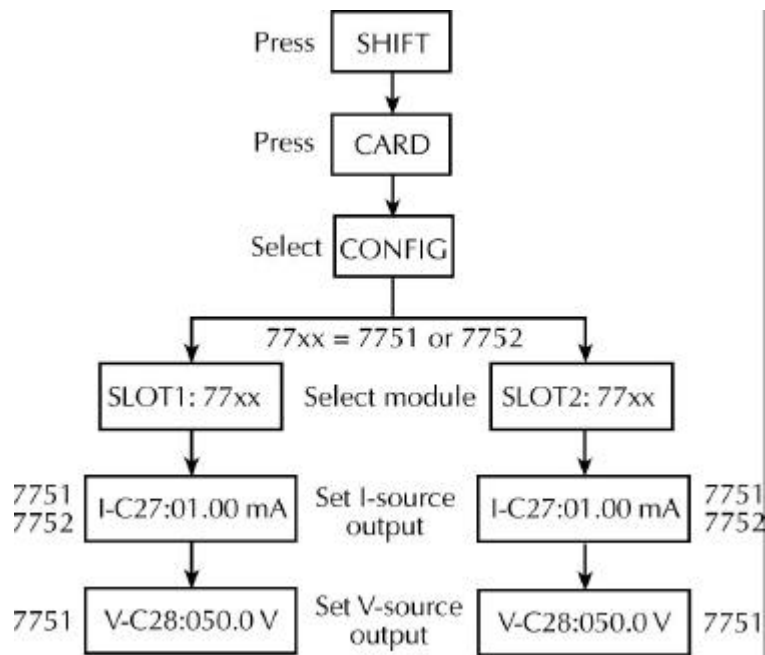 Press SHIFT
Press CARD
Select CONFIG
77xx = 7751 or 7752
SLOT1: 77xx Select module SLOT2: 77xx
7751
7752
I-C27:01.00 mA
Set I-source
output
I-C27:01.00 mA
7751
7752
7751 V-C28:050.0 V
Set V-source
output
V-C28:050.0 V 7751